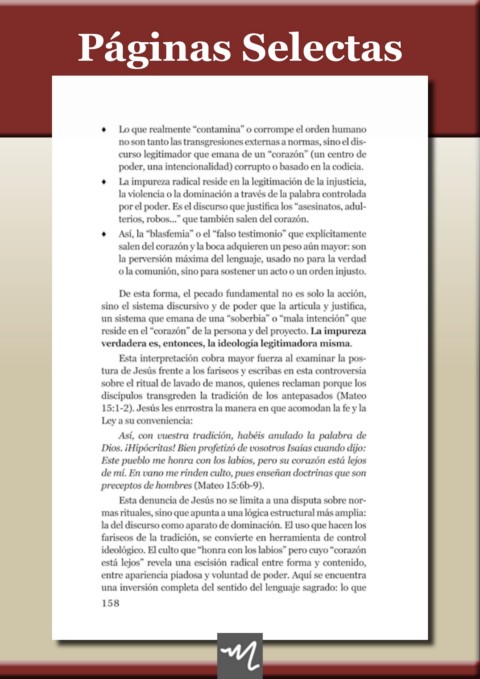 Páginas Selectas
♦ Lo que realmente “contamina” o corrompe el orden humano
no son tanto las transgresiones externas a normas, sino el dis-
curso legitimador que emana de un “corazón” (un centro de
poder, una intencionalidad) corrupto o basado en la codicia.
♦ La impureza radical reside en la legitimación de la injusticia,
la violencia o la dominación a través de la palabra controlada
por el poder. Es el discurso que justifica los “asesinatos, adul-
terios, robos...” que también salen del corazón.
♦ Así, la “blasfemia” o el “falso testimonio” que explícitamente
salen del corazón y la boca adquieren un peso aún mayor: son
la perversión máxima del lenguaje, usado no para la verdad
o la comunión, sino para sostener un acto o un orden injusto.
De esta forma, el pecado fundamental no es solo la acción,
sino el sistema discursivo y de poder que la articula y justifica,
un sistema que emana de una “soberbia” o “mala intención” que
reside en el “corazón” de la persona y del proyecto. La impureza
verdadera es, entonces, la ideología legitimadora misma.
Esta interpretación cobra mayor fuerza al examinar la pos-
tura de Jesús frente a los fariseos y escribas en esta controversia
sobre el ritual de lavado de manos, quienes reclaman porque los
discípulos transgreden la tradición de los antepasados (Mateo
15:1-2). Jesús les enrrostra la manera en que acomodan la fe y la
Ley a su conveniencia:
Así, con vuestra tradición, habéis anulado la palabra de
Dios. ¡Hipócritas! Bien profetizó de vosotros Isaías cuando dijo:
Este pueblo me honra con los labios, pero su corazón está lejos
de mí. En vano me rinden culto, pues enseñan doctrinas que son
preceptos de hombres (Mateo 15:6b-9).
Esta denuncia de Jesús no se limita a una disputa sobre nor-
mas rituales, sino que apunta a una lógica estructural más amplia:
la del discurso como aparato de dominación. El uso que hacen los
fariseos de la tradición, se convierte en herramienta de control
ideológico. El culto que “honra con los labios” pero cuyo “corazón
está lejos” revela una escisión radical entre forma y contenido,
entre apariencia piadosa y voluntad de poder. Aquí se encuentra
una inversión completa del sentido del lenguaje sagrado: lo que
158